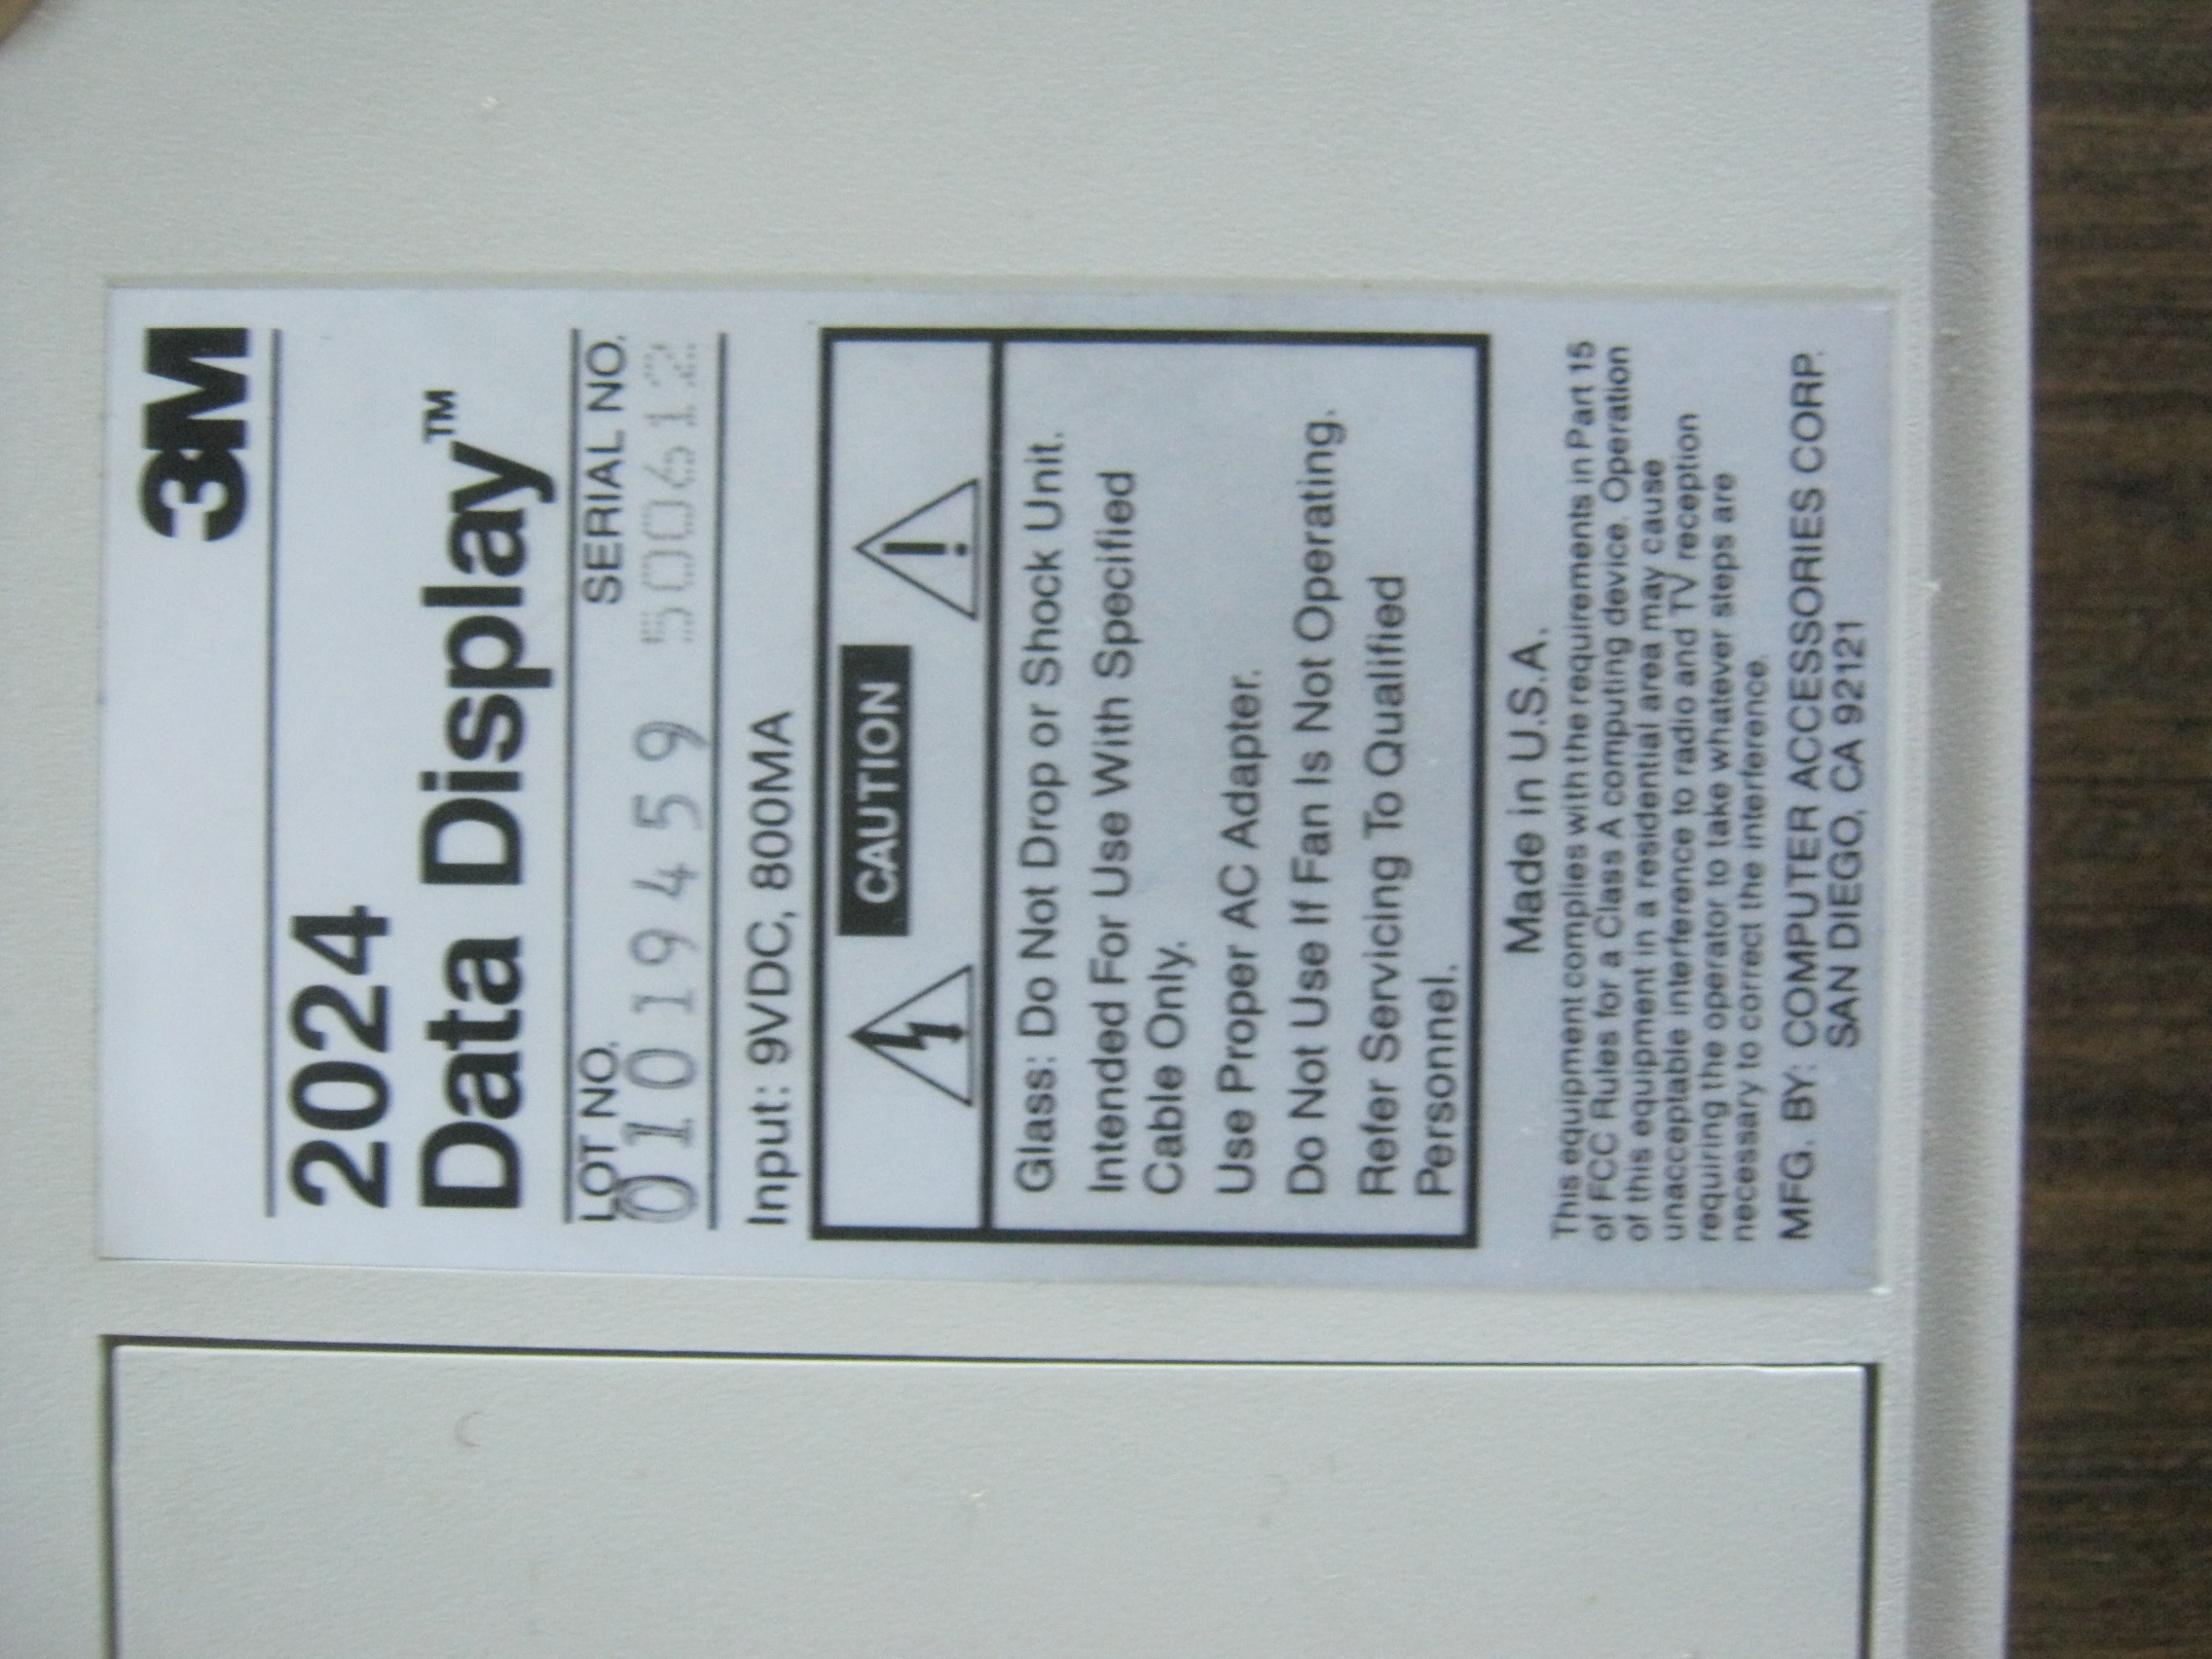 3M
2024
Data Display™
LOT NO. SERIAL NO.
0101 9459 500612
Input: 9VDC, 800MA
CAUTION
Glass: Do Not Drop or Shock Unit.
Intended For Use With Specified
Cable Only.
Use Proper AC Adapter.
Do Not Use If Fan Is Not Operating.
Refer Servicing To Qualified
Personnel.
Made in U.S.A.
This equipment complies with the requirements in Part 15
of FCC Rules for a Class A computing device. Operation
of this equipment in a residential area may cause
unacceptable interference to radio and TV reception
requiring the operator to take whatever steps are
necessary to correct the interference.
MFG. BY: COMPUTER ACCESSORIES CORP.
SAN DIEGO, CA 92121